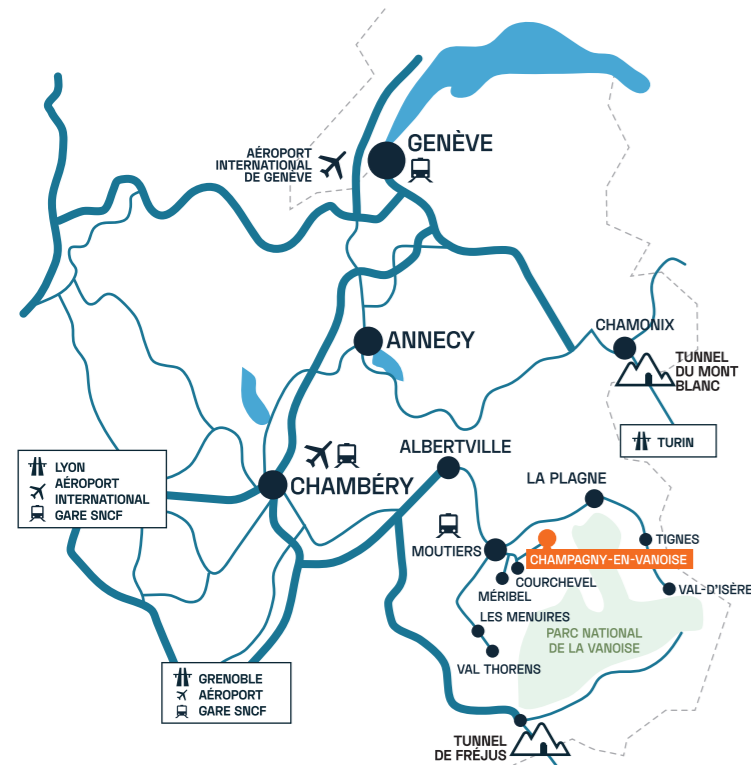 GENÈVE
AÉROPORT
INTERNATIONAL
DE GENÈVE
CHAMONIX
ANNECY
TUNNEL
DU MONT
BLANC
TURIN
ALBERTVILLE
LYON
AÉROPORT
INTERNATIONAL
GARE SNCF
CHAMBÉRY
LA PLAGNE
TIGNES
MOUTIERS
CHAMPAGNY-EN-VANOISE
COURCHEVEL
VAL-D'ISÈRE
MÉRIBEL
LES MENUIRES
PARC NATIONAL
DE LA VANOISE
VAL THORENS
GRENOBLE
AÉROPORT
GARE SNCF
TUNNEL
DE FRÉJUS